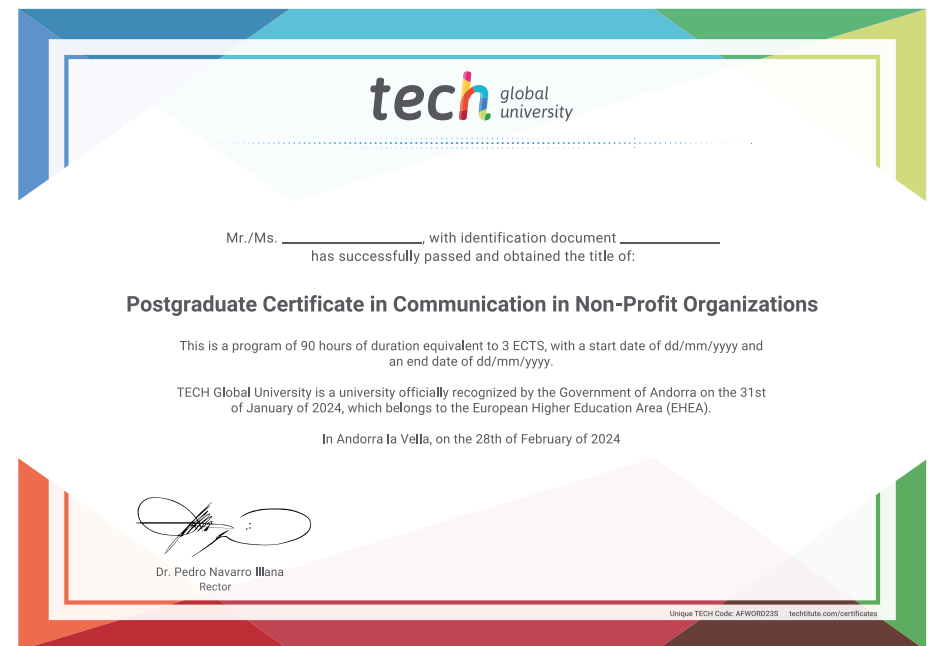 tech global
university
Mr./Ms. ____________, with identification document ____________
has successfully passed and obtained the title of:
Postgraduate Certificate in Communication in Non-Profit Organizations
This is a program of 90 hours of duration equivalent to 3 ECTS, with a start date of dd/mm/yyyy and
an end date of dd/mm/yyyy.
TECH Global University is a university officially recognized by the Government of Andorra on the 31st
of January of 2024, which belongs to the European Higher Education Area (EHEA).
In Andorra la Vella, on the 28th of February of 2024
Dr. Pedro Navarro Illana
Rector
Unique TECH Code: AFWORD23S techtitute.com/certificates